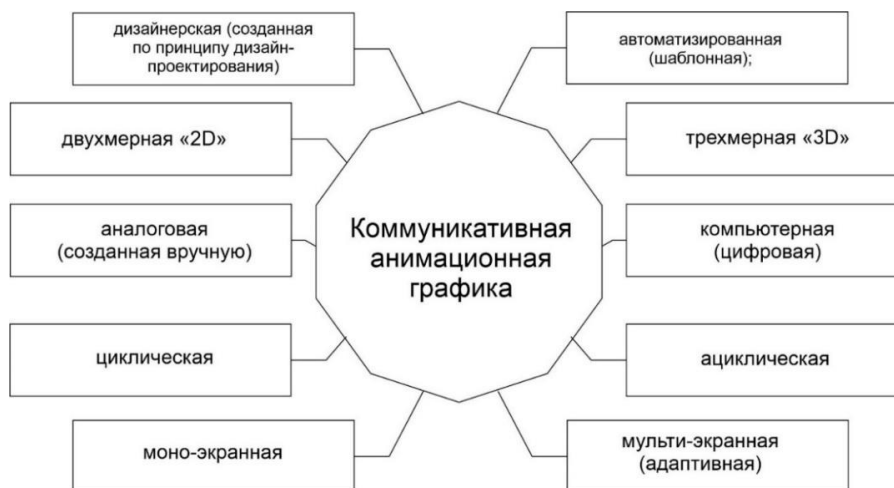 дизайнерская (созданная
по принципу дизайн-
проектирования)
автоматизированная
(шаблонная);
двухмерная «2D»
трехмерная «3D»
аналоговая
(созданная вручную)
компьютерная
(цифровая)
Коммуникативная
анимационная
графика
циклическая
ациклическая
моно-экранная
мульти-экранная
(адаптивная)